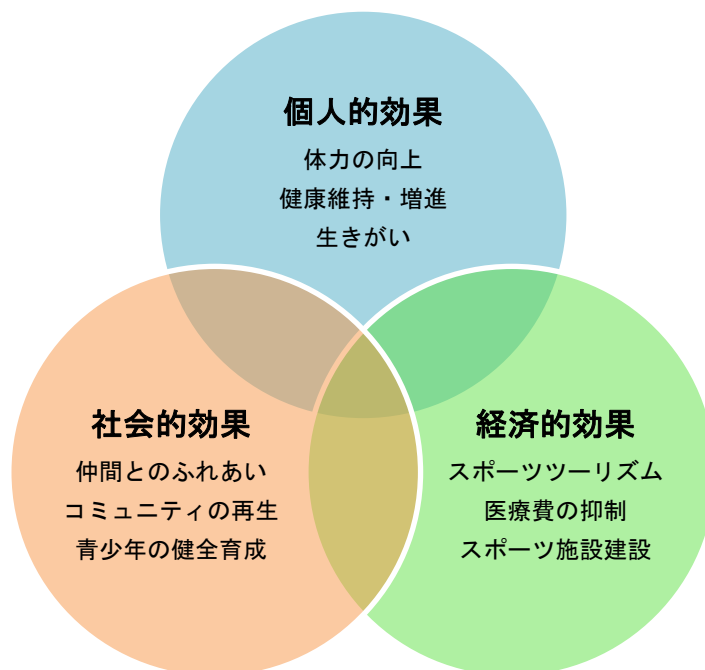 個人的効果
体力の向上
健康維持・増進
生きがい
社会的効果
仲間とのふれあい
コミュニティの再生
青少年の健全育成
経済的効果
スポーツツーリズム
医療費の抑制
スポーツ施設建設